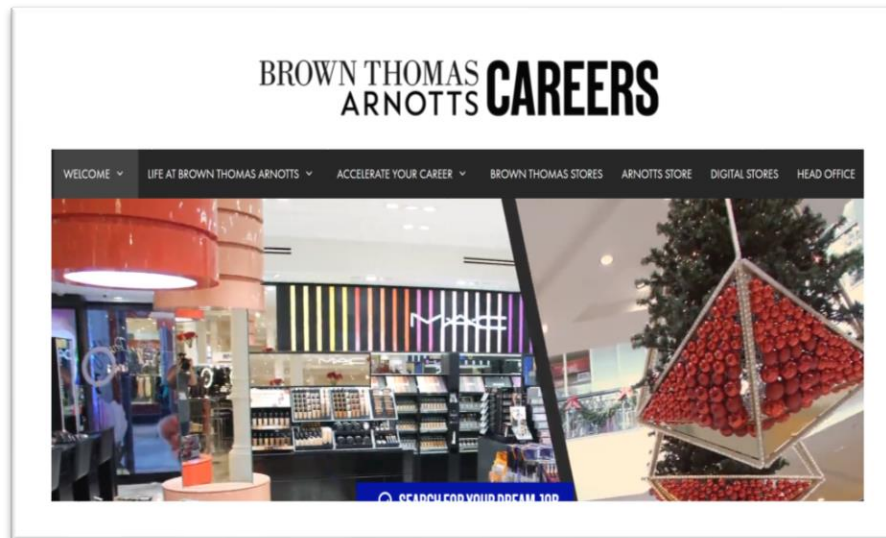 BROWN THOMAS
ARNOTTS CAREERS
WELCOME LIFE AT BROWN THOMAS ARNOTTS ACCELERATE YOUR CAREER BROWN THOMAS STORES ARNOTTS STORE DIGITAL STORES HEAD OFFICE
MAC
SEARCH FOR YOUR DREAM JOB